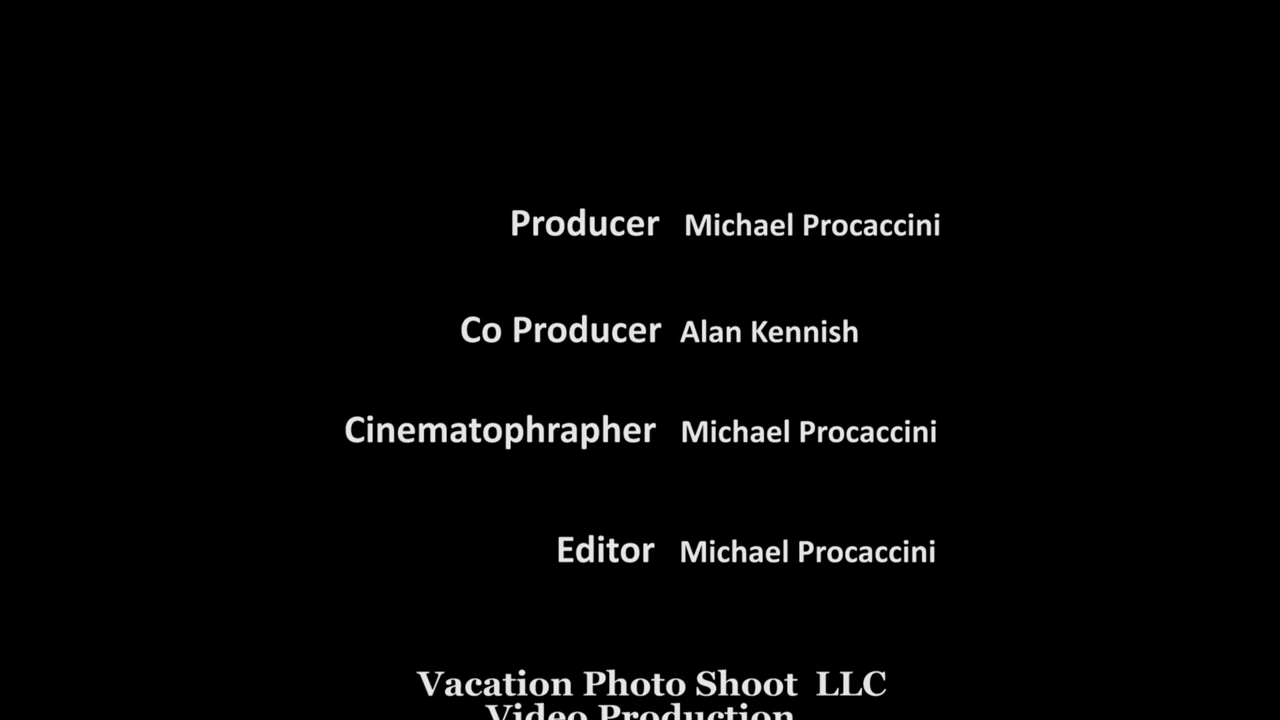 Producer Michael Procaccini
Co Producer Alan Kennish
Cinematophrapher Michael Procaccini
Editor Michael Procaccini
Vacation Photo Shoot LLC
Video Production